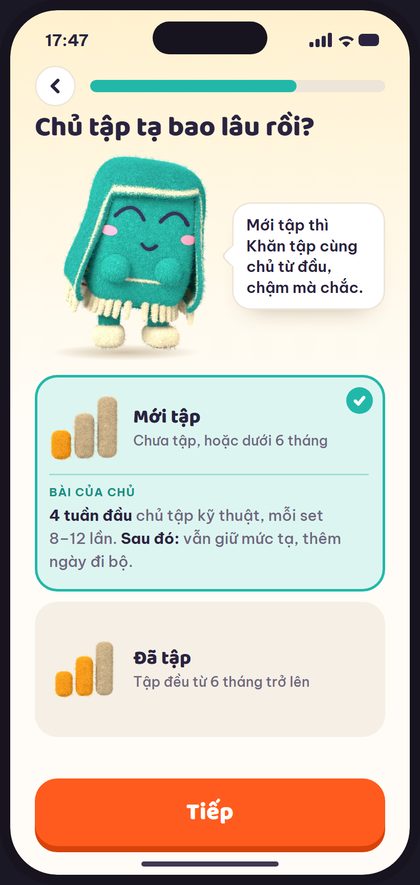 17:47
Chủ tập tạ bao lâu rồi?
Mới tập thì
Khăn tập cùng
chủ từ đầu,
chậm mà chắc.
Mới tập
Chưa tập, hoặc dưới 6 tháng
BÀI CỦA CHỦ
4 tuần đầu chủ tập kỹ thuật, mỗi set
8–12 lần. Sau đó: vẫn giữ mức tạ, thêm
ngày đi bộ.
Đã tập
Tập đều từ 6 tháng trở lên
Tiếp